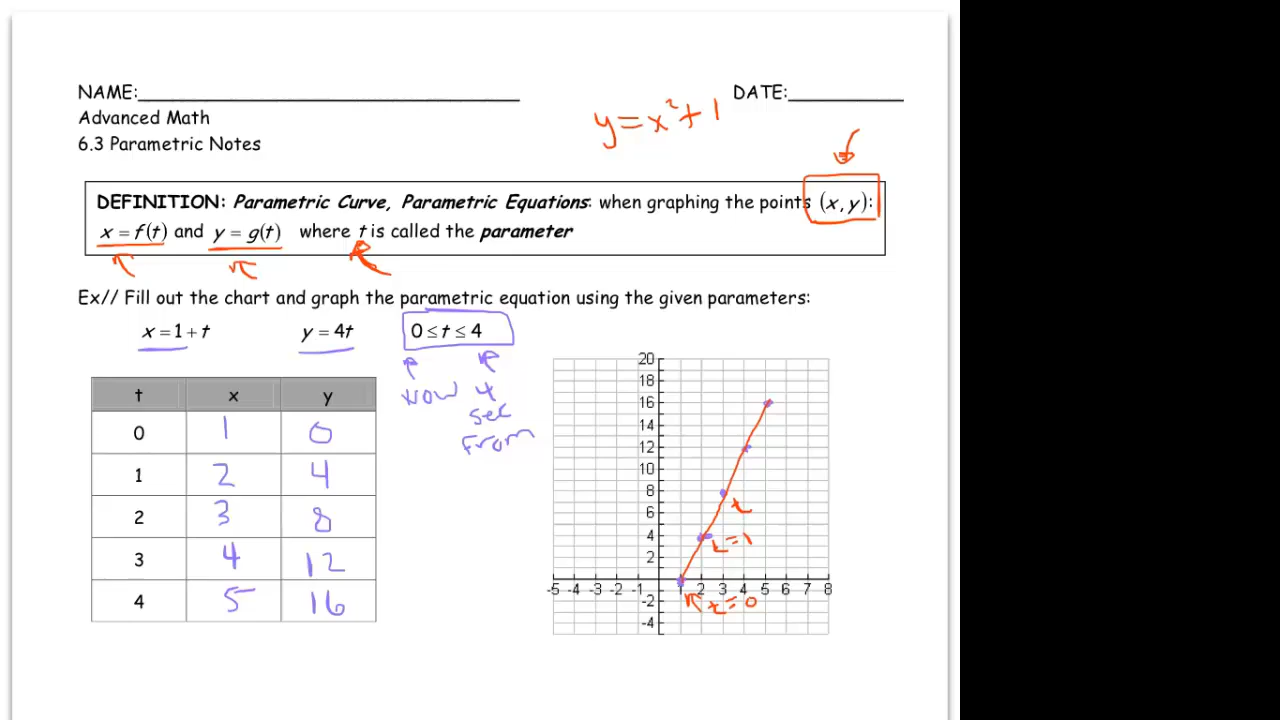 NAME:____________________ DATE:__________
Advanced Math
y=x²+1
6.3 Parametric Notes
DEFINITION: Parametric Curve, Parametric Equations: when graphing the points (x, y):
x = f(t) and y = g(t) where t is called the parameter
Ex// Fill out the chart and graph the parametric equation using the given parameters:
x = 1 + t y = 4t 0 ≤ t ≤ 4
NOW 4
sec
From
t x y
0 1 0
1 2 4
2 3 8
3 4 12
4 5 16
20
18
16
14
12
10
8
6
4
2
-5 -4 -3 -2 -1 1 2 3 4 5 6 7 8
-2
-4
t
t=1
t=0